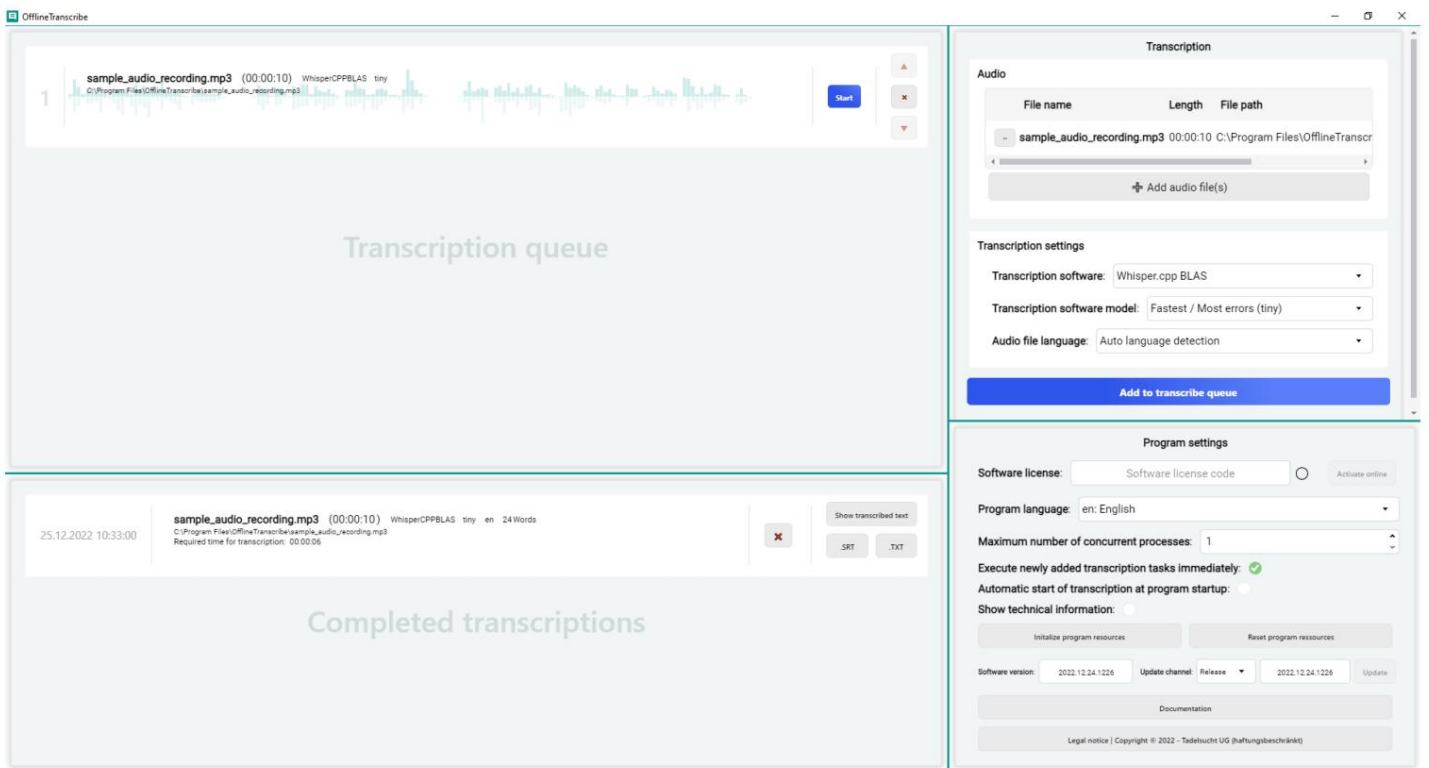 OfflineTranscribe
1
sample_audio_recording.mp3 (00:00:10) WhisperCPPBLAS tiny
C:\Program Files\OfflineTranscribe\sample_audio_recording.mp3
Start
Transcription queue
25.12.2022 10:33:00
sample_audio_recording.mp3 (00:00:10) WhisperCPPBLAS tiny en 24 Words
C:\Program Files\OfflineTranscribe\sample_audio_recording.mp3
Required time for transcription: 00:00:06
Show transcribed text
.SRT .TXT
Completed transcriptions
Transcription
Audio
File name Length File path
- sample_audio_recording.mp3 00:00:10 C:\Program Files\OfflineTranscr
Add audio file(s)
Transcription settings
Transcription software: Whisper.cpp BLAS
Transcription software model: Fastest / Most errors (tiny)
Audio file language: Auto language detection
Add to transcribe queue
Program settings
Software license: Software license code Activate online
Program language: en: English
Maximum number of concurrent processes: 1
Execute newly added transcription tasks immediately:
Automatic start of transcription at program startup:
Show technical information:
Initalize program resources Reset program ressources
Software version: 2022.12.24.1226 Update channel: Release 2022.12.24.1226 Update
Documentation
Legal notice | Copyright © 2022 - Tadelsucht UG (haftungsbeschränkt)